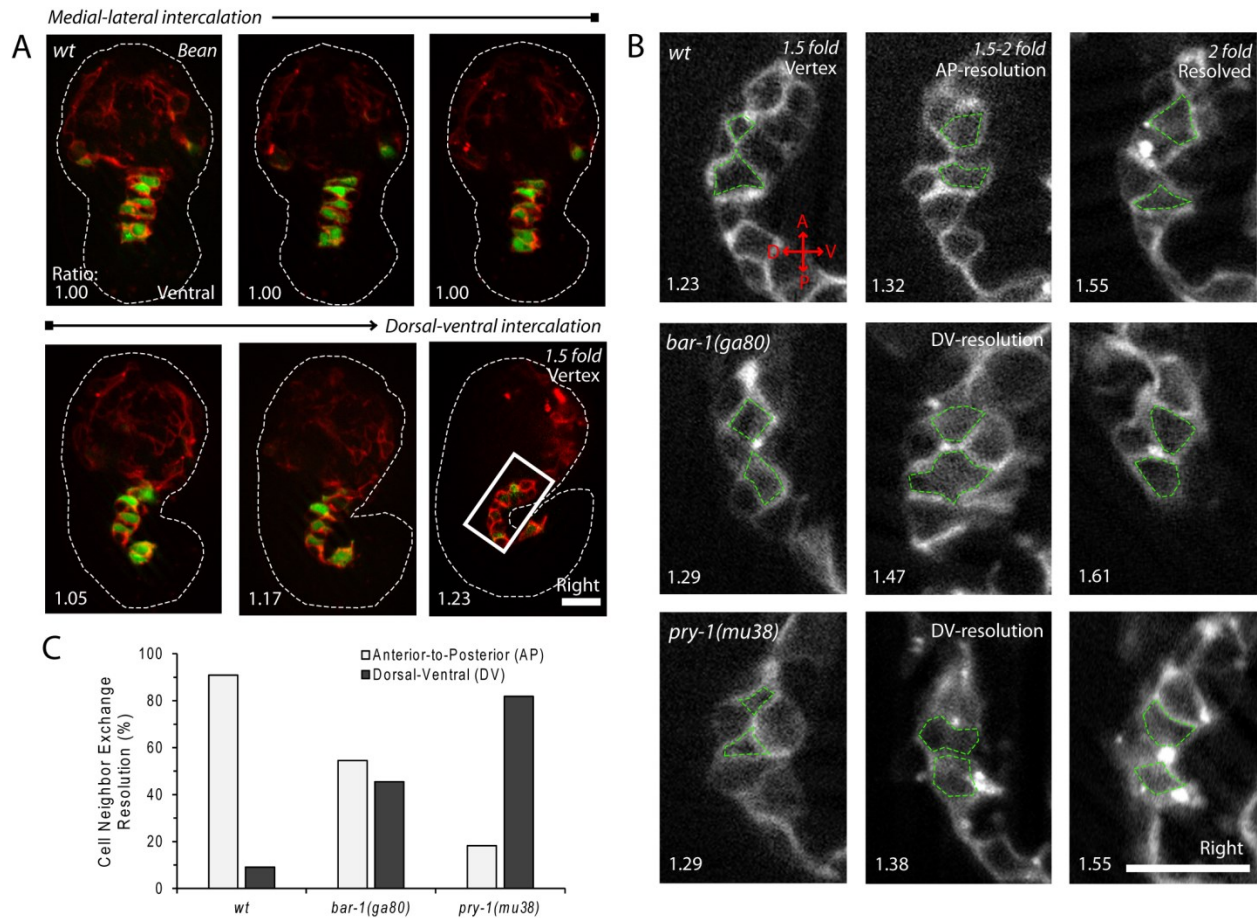 Medial-lateral intercalation
A
wt
Bean
Ratio:
1.00
Ventral
1.00
1.00
Dorsal-ventral intercalation
1.5 fold
Vertex
1.05
1.17
1.23
Right
B
wt
1.5 fold
Vertex
1.5-2 fold
AP-resolution
2 fold
Resolved
A
D
V
P
1.23
1.32
1.55
bar-1(ga80)
DV-resolution
1.29
1.47
1.61
pry-1(mu38)
DV-resolution
1.29
1.38
1.55
Right
C
Cell Neighbor Exchange
Resolution (%)
100
80
60
40
20
0
Anterior-to-Posterior (AP)
Dorsal-Ventral (DV)
wt
bar-1(ga80)
pry-1(mu38)